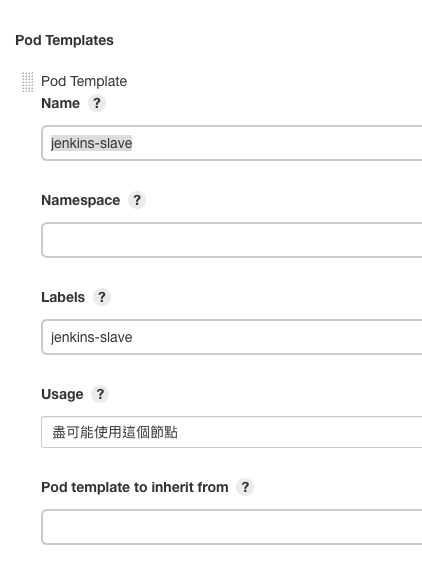 Pod Templates
Pod Template
Name ?
jenkins-slave
Namespace ?
Labels ?
jenkins-slave
Usage ?
盡可能使用這個節點
Pod template to inherit from ?